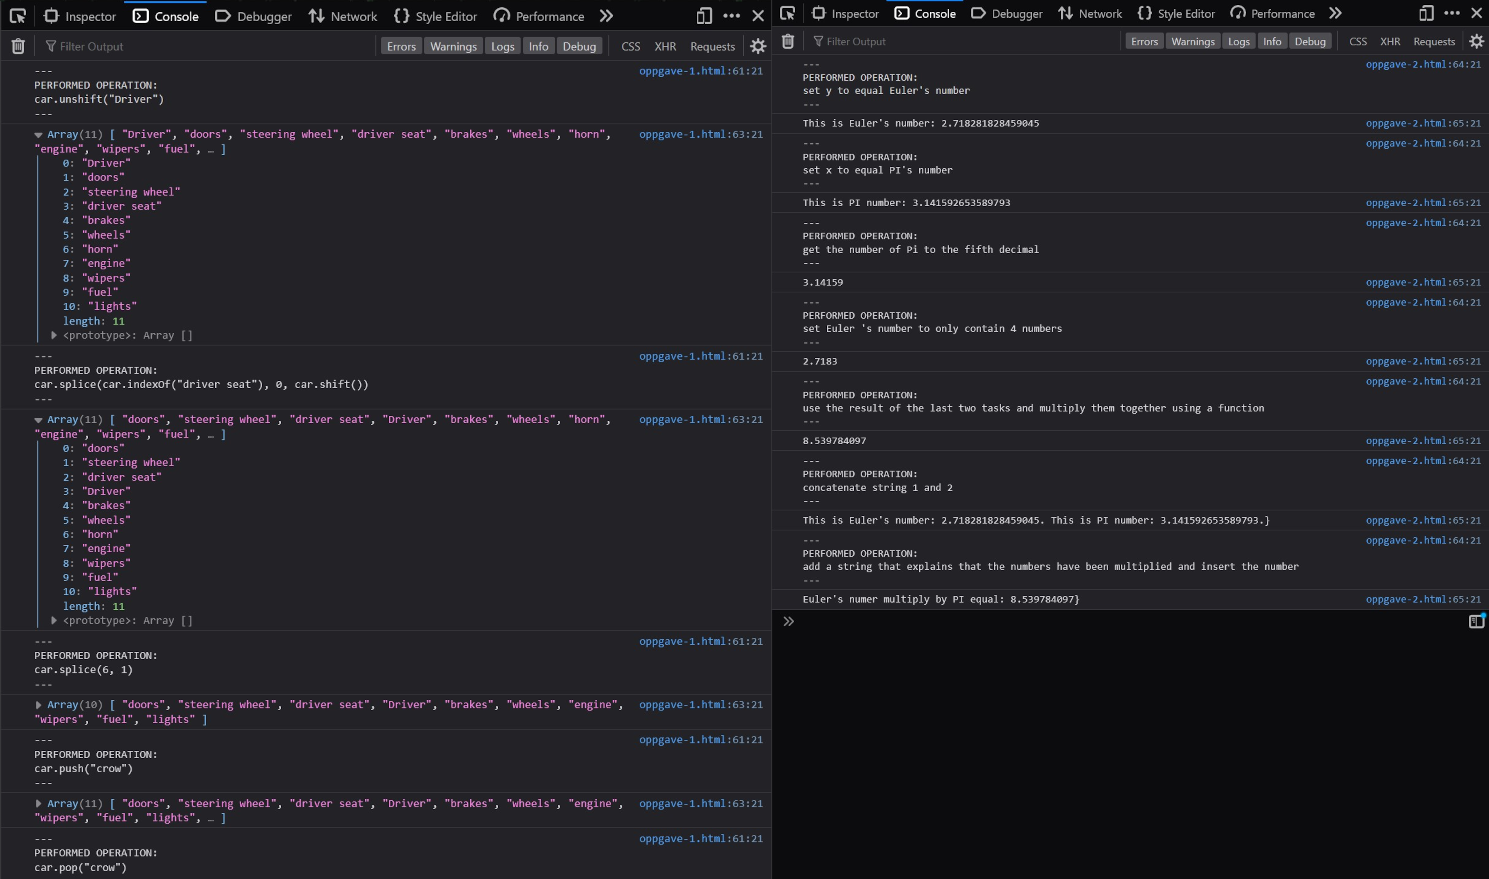 Inspector Console Debugger Network Style Editor Performance
Filter Output Errors Warnings Logs Info Debug CSS XHR Requests
--- oppgave-1.html:61:21
PERFORMED OPERATION:
car.unshift("Driver")
---
Array(11) [ "Driver", "doors", "steering wheel", "driver seat", "brakes", "wheels", "horn", oppgave-1.html:63:21
"engine", "wipers", "fuel", … ]
0: "Driver"
1: "doors"
2: "steering wheel"
3: "driver seat"
4: "brakes"
5: "wheels"
6: "horn"
7: "engine"
8: "wipers"
9: "fuel"
10: "lights"
length: 11
<prototype>: Array []
--- oppgave-1.html:61:21
PERFORMED OPERATION:
car.splice(car.indexOf("driver seat"), 0, car.shift())
---
Array(11) [ "doors", "steering wheel", "driver seat", "Driver", "brakes", "wheels", "horn", oppgave-1.html:63:21
"engine", "wipers", "fuel", … ]
0: "doors"
1: "steering wheel"
2: "driver seat"
3: "Driver"
4: "brakes"
5: "wheels"
6: "horn"
7: "engine"
8: "wipers"
9: "fuel"
10: "lights"
length: 11
<prototype>: Array []
--- oppgave-1.html:61:21
PERFORMED OPERATION:
car.splice(6, 1)
---
Array(10) [ "doors", "steering wheel", "driver seat", "Driver", "brakes", "wheels", "engine", oppgave-1.html:63:21
"wipers", "fuel", "lights" ]
--- oppgave-1.html:61:21
PERFORMED OPERATION:
car.push("crow")
---
Array(11) [ "doors", "steering wheel", "driver seat", "Driver", "brakes", "wheels", "engine", oppgave-1.html:63:21
"wipers", "fuel", "lights", … ]
--- oppgave-1.html:61:21
PERFORMED OPERATION:
car.pop("crow")
Inspector Console Debugger Network Style Editor Performance
Filter Output Errors Warnings Logs Info Debug CSS XHR Requests
--- oppgave-2.html:64:21
PERFORMED OPERATION:
set y to equal Euler's number
---
This is Euler's number: 2.718281828459045 oppgave-2.html:65:21
--- oppgave-2.html:64:21
PERFORMED OPERATION:
set x to equal PI's number
---
This is PI number: 3.141592653589793 oppgave-2.html:65:21
--- oppgave-2.html:64:21
PERFORMED OPERATION:
get the number of Pi to the fifth decimal
---
3.14159 oppgave-2.html:65:21
--- oppgave-2.html:64:21
PERFORMED OPERATION:
set Euler 's number to only contain 4 numbers
---
2.7183 oppgave-2.html:65:21
--- oppgave-2.html:64:21
PERFORMED OPERATION:
use the result of the last two tasks and multiply them together using a function
---
8.539784097 oppgave-2.html:65:21
--- oppgave-2.html:64:21
PERFORMED OPERATION:
concatenate string 1 and 2
---
This is Euler's number: 2.718281828459045. This is PI number: 3.141592653589793.} oppgave-2.html:65:21
--- oppgave-2.html:64:21
PERFORMED OPERATION:
add a string that explains that the numbers have been multiplied and insert the number
---
Euler's numer multiply by PI equal: 8.539784097} oppgave-2.html:65:21